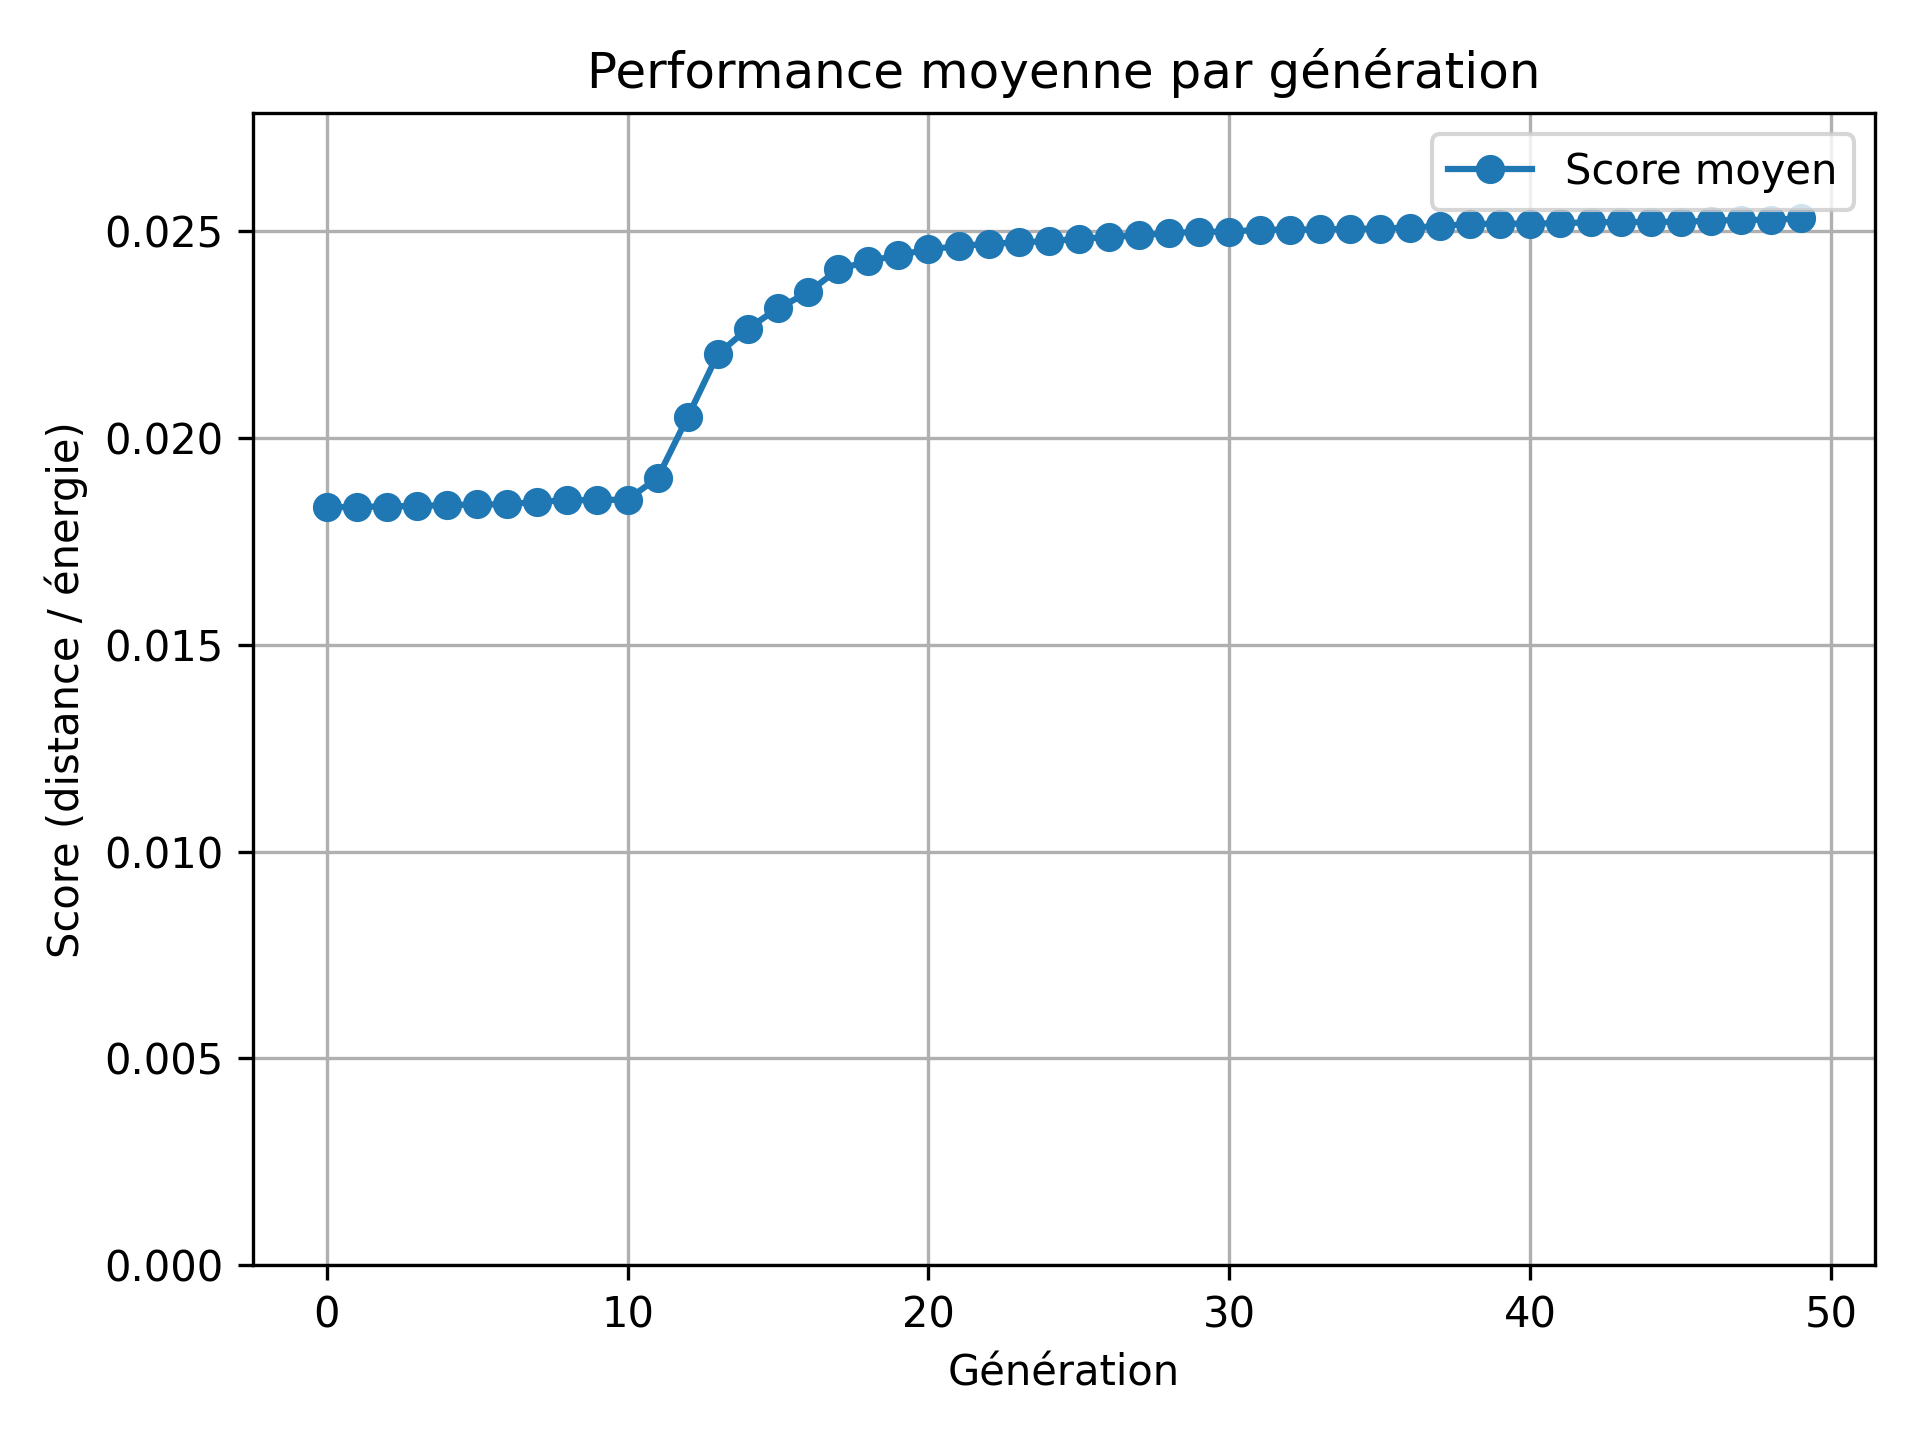 Performance moyenne par génération
Score moyen
Score (distance / énergie)
0.025
0.020
0.015
0.010
0.005
0.000
0 10 20 30 40 50
Génération